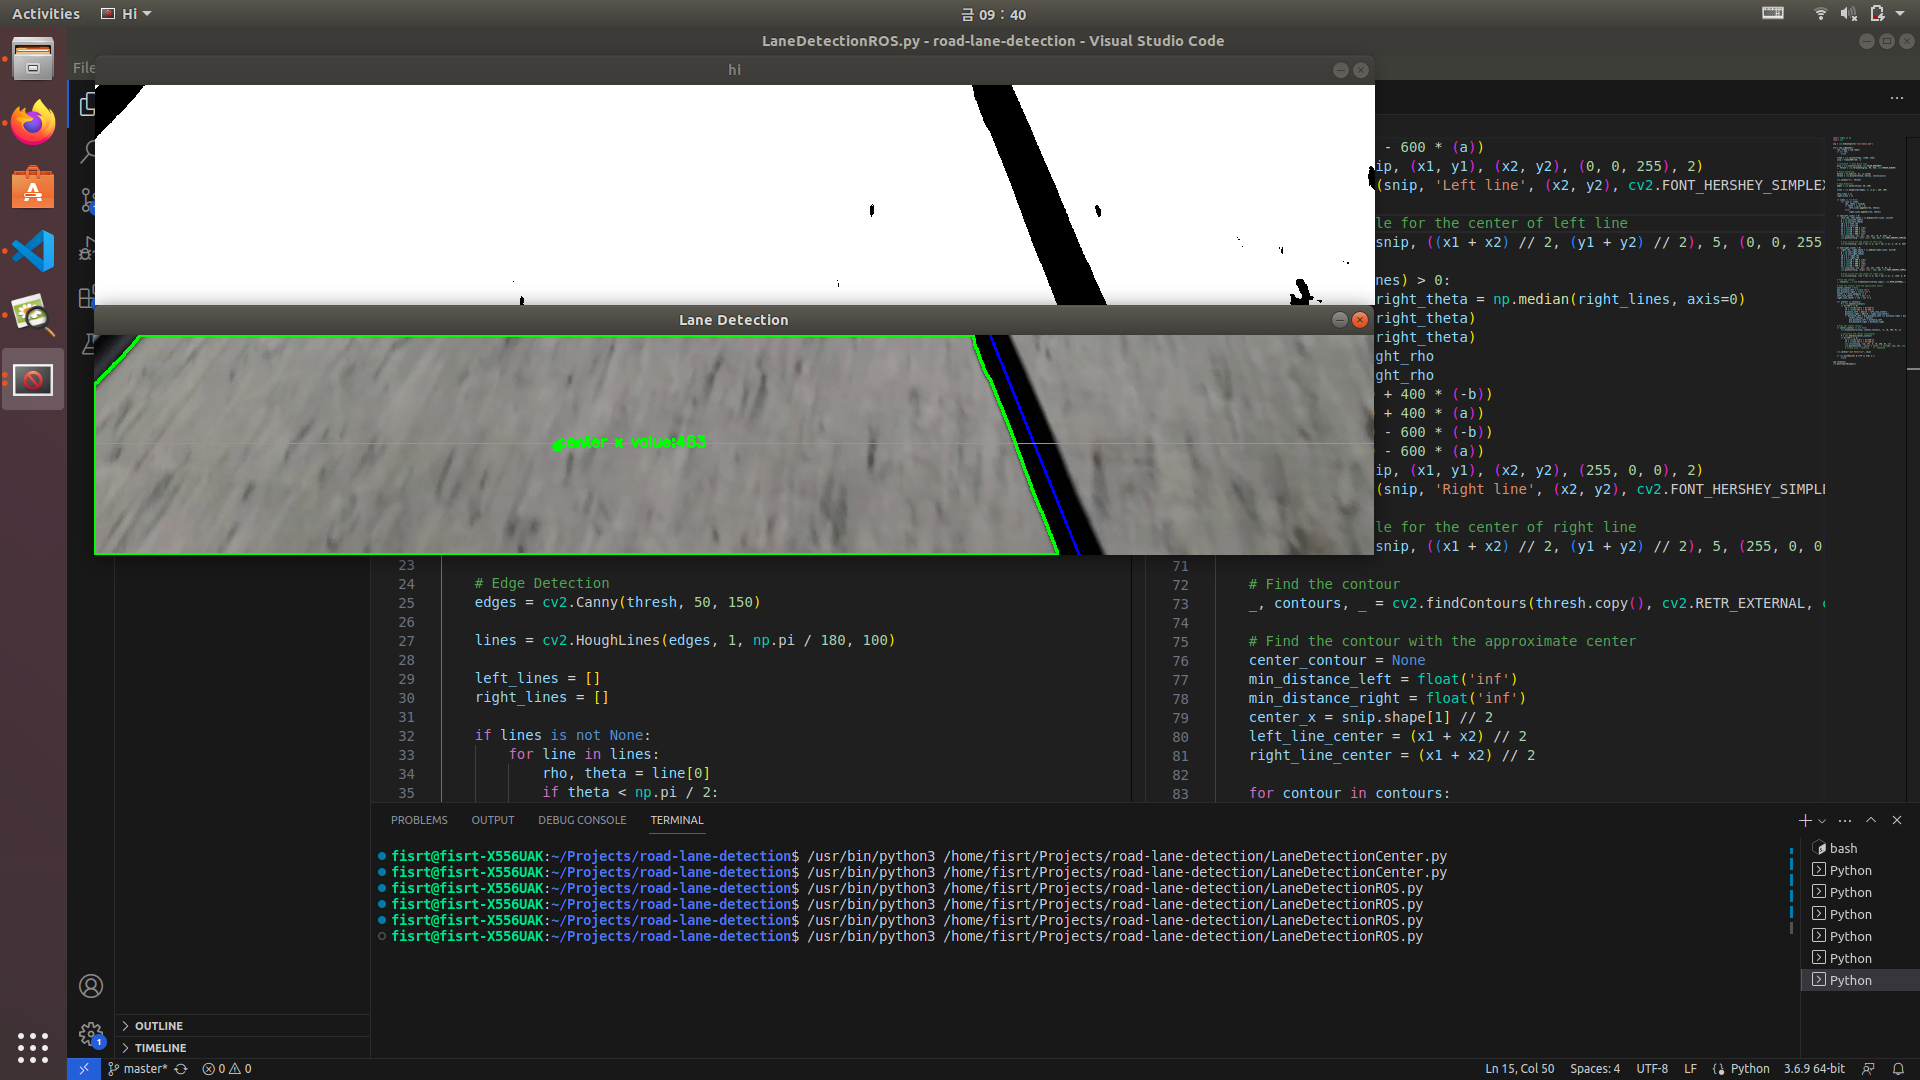 Activities
Hi
금 09 : 40
LaneDetectionROS.py - road-lane-detection - Visual Studio Code
File
hi
- 600 * (a))
ip, (x1, y1), (x2, y2), (0, 0, 255), 2)
(snip, 'Left line', (x2, y2), cv2.FONT_HERSHEY_SIMPLEX
le for the center of left line
snip, ((x1 + x2) // 2, (y1 + y2) // 2), 5, (0, 0, 255
nes) > 0:
right_theta = np.median(right_lines, axis=0)
right_theta)
right_theta)
ght_rho
ght_rho
+ 400 * (-b))
+ 400 * (a))
- 600 * (-b))
- 600 * (a))
ip, (x1, y1), (x2, y2), (255, 0, 0), 2)
(snip, 'Right line', (x2, y2), cv2.FONT_HERSHEY_SIMPLE
le for the center of right line
snip, ((x1 + x2) // 2, (y1 + y2) // 2), 5, (255, 0, 0
Lane Detection
center x value:465
23
24 # Edge Detection
25 edges = cv2.Canny(thresh, 50, 150)
26
27 lines = cv2.HoughLines(edges, 1, np.pi / 180, 100)
28
29 left_lines = []
30 right_lines = []
31
32 if lines is not None:
33 for line in lines:
34 rho, theta = line[0]
35 if theta < np.pi / 2:
71
72 # Find the contour
73 _, contours, _ = cv2.findContours(thresh.copy(), cv2.RETR_EXTERNAL, c
74
75 # Find the contour with the approximate center
76 center_contour = None
77 min_distance_left = float('inf')
78 min_distance_right = float('inf')
79 center_x = snip.shape[1] // 2
80 left_line_center = (x1 + x2) // 2
81 right_line_center = (x1 + x2) // 2
82
83 for contour in contours:
PROBLEMS OUTPUT DEBUG CONSOLE TERMINAL
fisrt@fisrt-X556UAK:~/Projects/road-lane-detection$ /usr/bin/python3 /home/fisrt/Projects/road-lane-detection/LaneDetectionCenter.py
fisrt@fisrt-X556UAK:~/Projects/road-lane-detection$ /usr/bin/python3 /home/fisrt/Projects/road-lane-detection/LaneDetectionCenter.py
fisrt@fisrt-X556UAK:~/Projects/road-lane-detection$ /usr/bin/python3 /home/fisrt/Projects/road-lane-detection/LaneDetectionROS.py
fisrt@fisrt-X556UAK:~/Projects/road-lane-detection$ /usr/bin/python3 /home/fisrt/Projects/road-lane-detection/LaneDetectionROS.py
fisrt@fisrt-X556UAK:~/Projects/road-lane-detection$ /usr/bin/python3 /home/fisrt/Projects/road-lane-detection/LaneDetectionROS.py
fisrt@fisrt-X556UAK:~/Projects/road-lane-detection$ /usr/bin/python3 /home/fisrt/Projects/road-lane-detection/LaneDetectionROS.py
bash
Python
Python
Python
Python
Python
Python
OUTLINE
TIMELINE
1
master* 0 0
Ln 15, Col 50 Spaces: 4 UTF-8 LF Python 3.6.9 64-bit